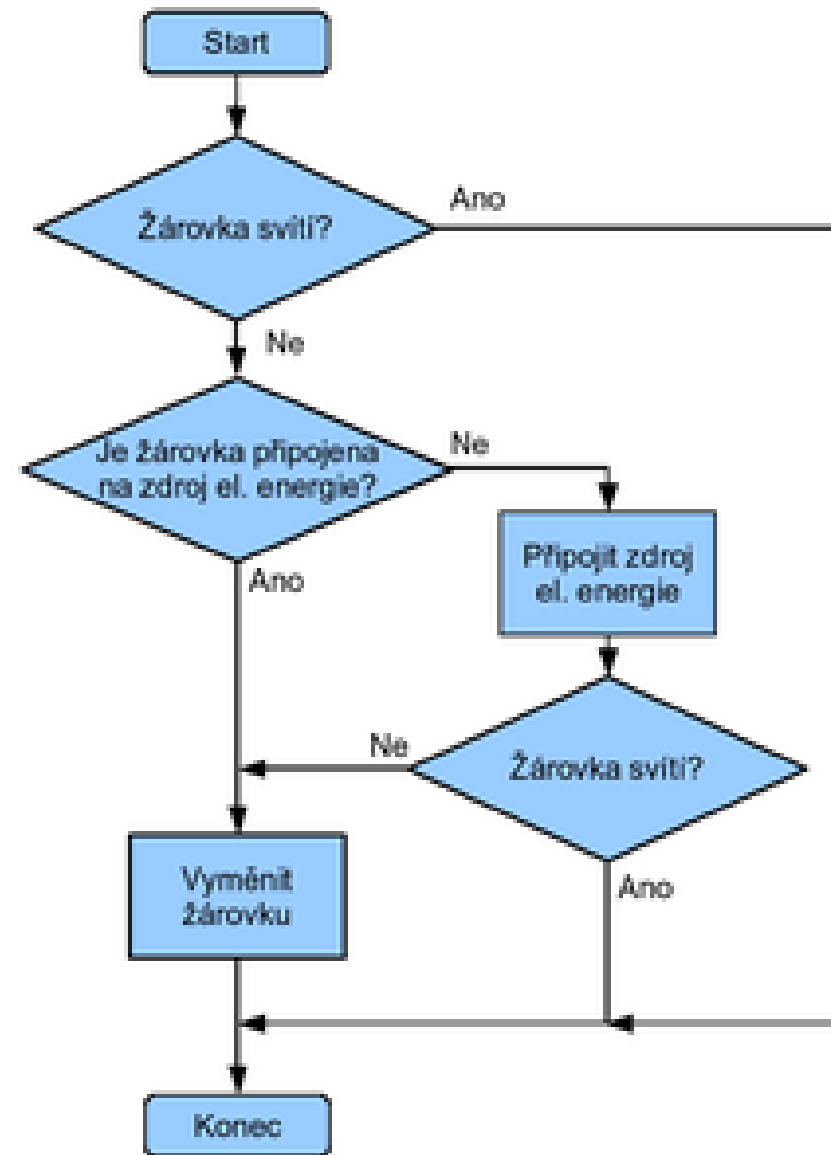 Start
Žárovka svítí?
Ano
Ne
Je žárovka připojena
na zdroj el. energie?
Ne
Připojit zdroj
el. energie
Ano
Ne
Žárovka svítí?
Vyměnit
žárovku
Ano
Konec